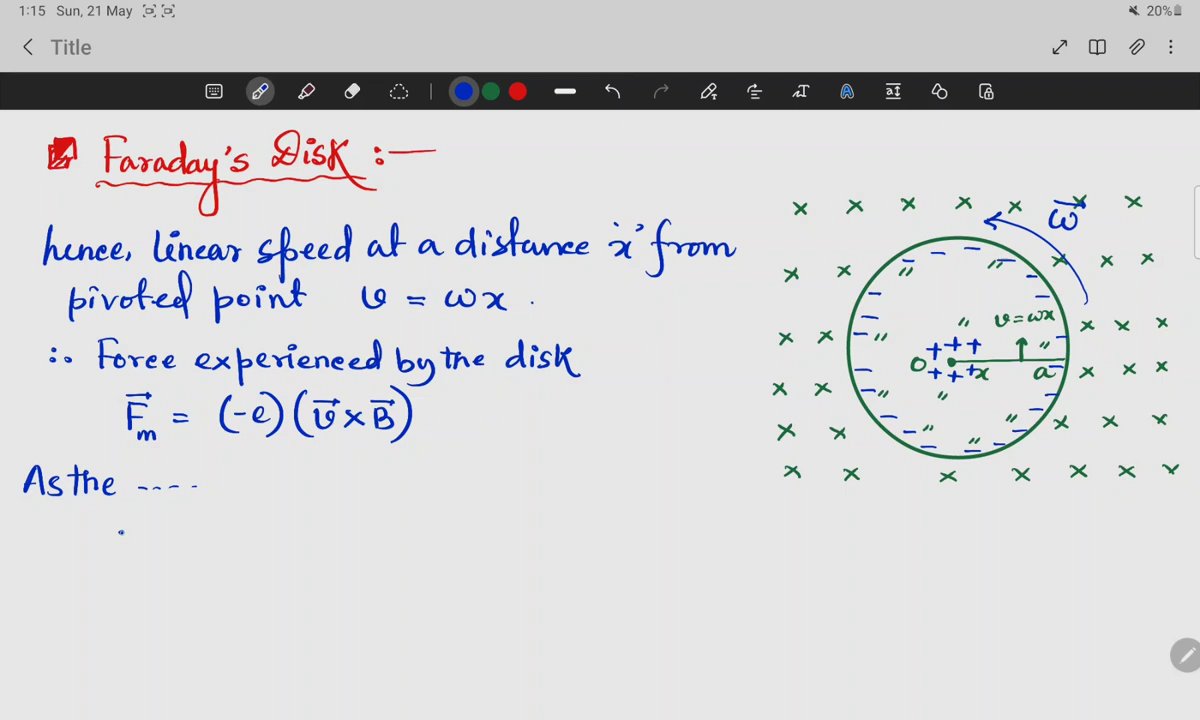 1:15 Sun, 21 May
20%
Title
Faraday's Disk :—
hence, linear speed at a distance 'x' from
pivoted point v = ωx .
∴ Force experienced by the disk
F⃗m = (-e) (v⃗ × B⃗)
As the ----
ω⃗
v = ωx
O
x
a